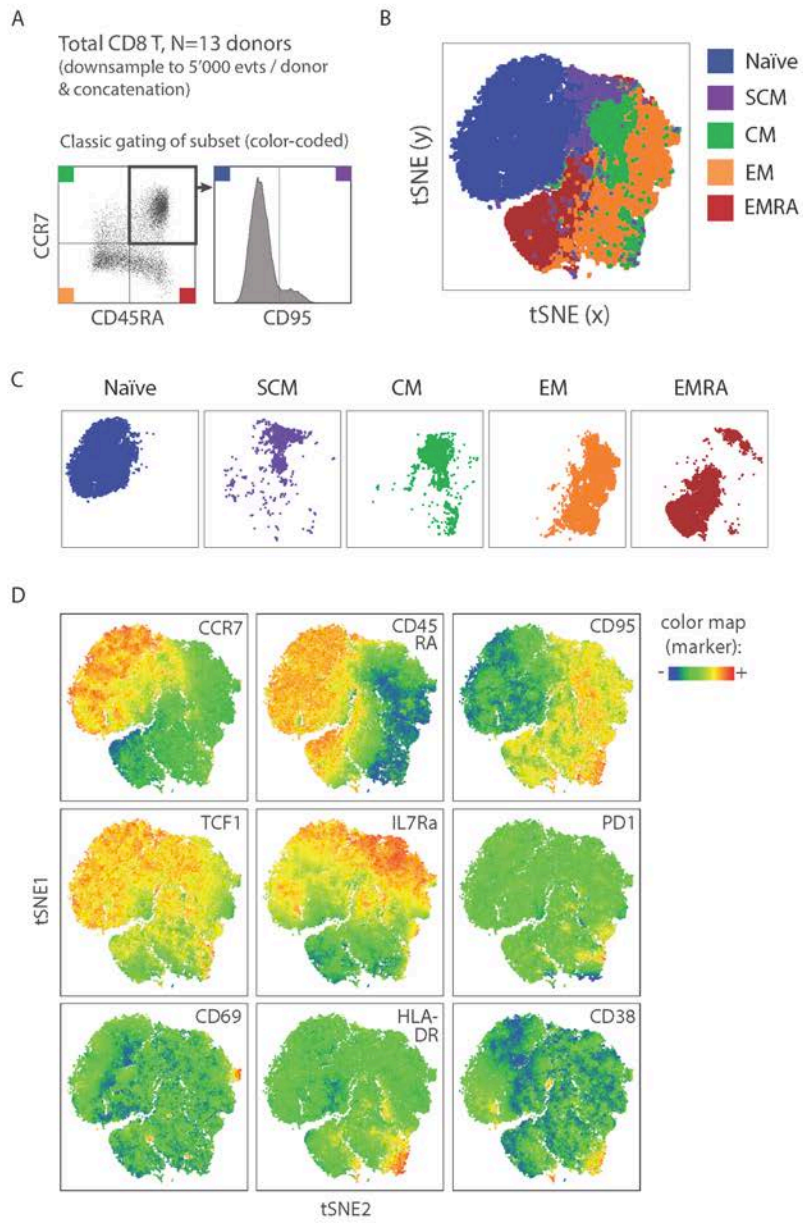 A
Total CD8 T, N=13 donors
(downsample to 5'000 evts / donor
& concatenation)
Classic gating of subset (color-coded)
CCR7
CD45RA
CD95
B
tSNE (y)
tSNE (x)
Naïve
SCM
CM
EM
EMRA
C
Naïve
SCM
CM
EM
EMRA
D
CCR7
CD45
RA
CD95
color map
(marker):
- +
TCF1
IL7Ra
PD1
tSNE1
CD69
HLA-
DR
CD38
tSNE2